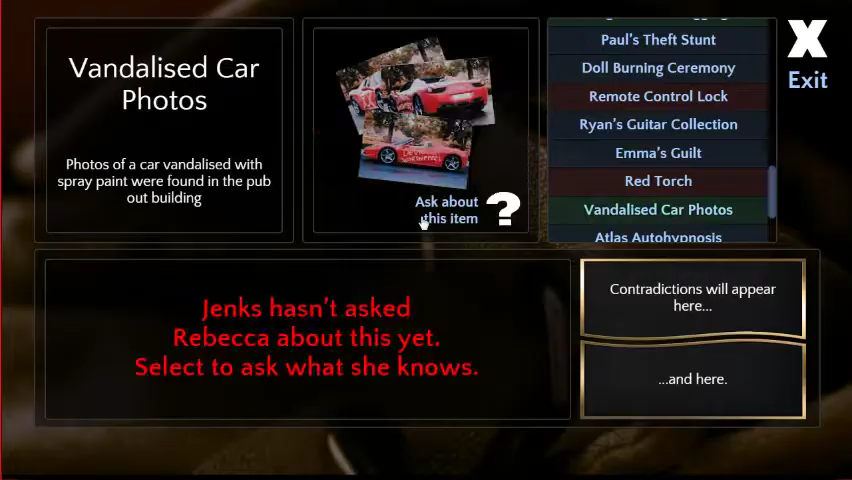 Vandalised Car
Photos
Photos of a car vandalised with
spray paint were found in the pub
out building
Ask about
this item
?
Paul's Theft Stunt
Doll Burning Ceremony
Remote Control Lock
Ryan's Guitar Collection
Emma's Guilt
Red Torch
Vandalised Car Photos
Atlas Autohypnosis
X
Exit
Jenks hasn't asked
Rebecca about this yet.
Select to ask what she knows.
Contradictions will appear
here...
...and here.